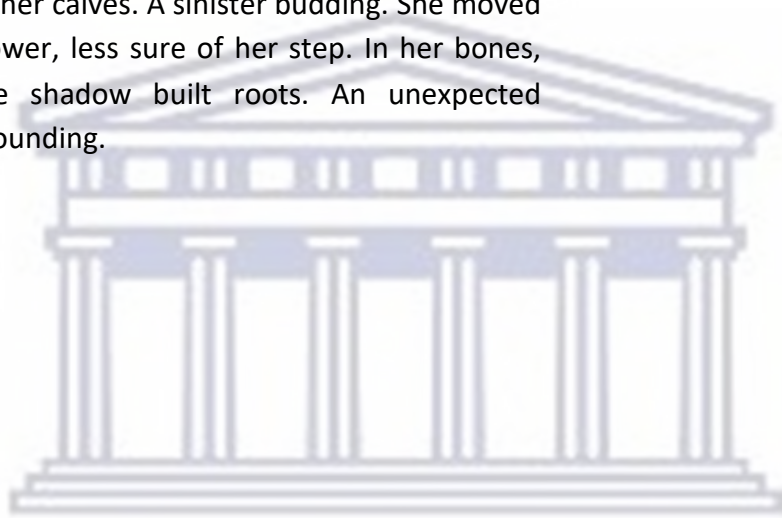 her calves. A sinister budding. She moved
ower, less sure of her step. In her bones,
e shadow built roots. An unexpected
ounding.